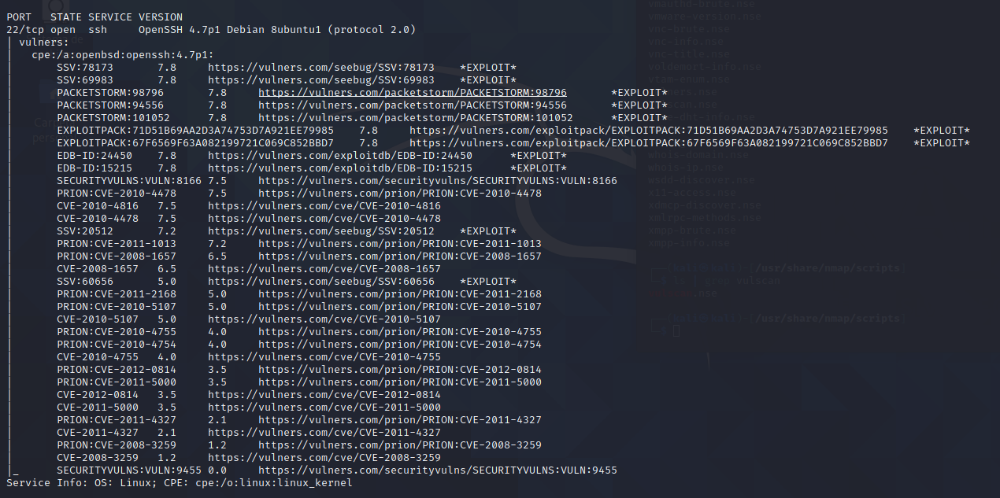 PORT   STATE SERVICE VERSION
22/tcp open  ssh     OpenSSH 4.7p1 Debian 8ubuntu1 (protocol 2.0)
| vulners:
|   cpe:/a:openbsd:openssh:4.7p1:
|       SSV:78173       7.8     https://vulners.com/seebug/SSV:78173    *EXPLOIT*
|       SSV:69983       7.8     https://vulners.com/seebug/SSV:69983    *EXPLOIT*
|       PACKETSTORM:98796       7.8     https://vulners.com/packetstorm/PACKETSTORM:98796       *EXPLOIT*
|       PACKETSTORM:94556       7.8     https://vulners.com/packetstorm/PACKETSTORM:94556       *EXPLOIT*
|       PACKETSTORM:101052      7.8     https://vulners.com/packetstorm/PACKETSTORM:101052      *EXPLOIT*
|       EXPLOITPACK:71D51B69AA2D3A74753D7A921EE79985    7.8     https://vulners.com/exploitpack/EXPLOITPACK:71D51B69AA2D3A74753D7A921EE79985    *EXPLOIT*
|       EXPLOITPACK:67F6569F63A082199721C069C852BBD7    7.8     https://vulners.com/exploitpack/EXPLOITPACK:67F6569F63A082199721C069C852BBD7    *EXPLOIT*
|       EDB-ID:24450    7.8     https://vulners.com/exploitdb/EDB-ID:24450      *EXPLOIT*
|       EDB-ID:15215    7.8     https://vulners.com/exploitdb/EDB-ID:15215      *EXPLOIT*
|       SECURITYVULNS:VULN:8166 7.5     https://vulners.com/securityvulns/SECURITYVULNS:VULN:8166
|       PRION:CVE-2010-4478     7.5     https://vulners.com/prion/PRION:CVE-2010-4478
|       CVE-2010-4816   7.5     https://vulners.com/cve/CVE-2010-4816
|       CVE-2010-4478   7.5     https://vulners.com/cve/CVE-2010-4478
|       SSV:20512       7.2     https://vulners.com/seebug/SSV:20512    *EXPLOIT*
|       PRION:CVE-2011-1013     7.2     https://vulners.com/prion/PRION:CVE-2011-1013
|       PRION:CVE-2008-1657     6.5     https://vulners.com/prion/PRION:CVE-2008-1657
|       CVE-2008-1657   6.5     https://vulners.com/cve/CVE-2008-1657
|       SSV:60656       5.0     https://vulners.com/seebug/SSV:60656    *EXPLOIT*
|       PRION:CVE-2011-2168     5.0     https://vulners.com/prion/PRION:CVE-2011-2168
|       PRION:CVE-2010-5107     5.0     https://vulners.com/prion/PRION:CVE-2010-5107
|       CVE-2010-5107   5.0     https://vulners.com/cve/CVE-2010-5107
|       PRION:CVE-2010-4755     4.0     https://vulners.com/prion/PRION:CVE-2010-4755
|       PRION:CVE-2010-4754     4.0     https://vulners.com/prion/PRION:CVE-2010-4754
|       CVE-2010-4755   4.0     https://vulners.com/cve/CVE-2010-4755
|       PRION:CVE-2012-0814     3.5     https://vulners.com/prion/PRION:CVE-2012-0814
|       PRION:CVE-2011-5000     3.5     https://vulners.com/prion/PRION:CVE-2011-5000
|       CVE-2012-0814   3.5     https://vulners.com/cve/CVE-2012-0814
|       CVE-2011-5000   3.5     https://vulners.com/cve/CVE-2011-5000
|       PRION:CVE-2011-4327     2.1     https://vulners.com/prion/PRION:CVE-2011-4327
|       CVE-2011-4327   2.1     https://vulners.com/cve/CVE-2011-4327
|       PRION:CVE-2008-3259     1.2     https://vulners.com/prion/PRION:CVE-2008-3259
|       CVE-2008-3259   1.2     https://vulners.com/cve/CVE-2008-3259
|_      SECURITYVULNS:VULN:9455 0.0     https://vulners.com/securityvulns/SECURITYVULNS:VULN:9455
Service Info: OS: Linux; CPE: cpe:/o:linux:linux_kernel
vmauthd-brute.nse
vmware-version.nse
vnc-brute.nse
vnc-info.nse
vnc-title.nse
voldemort-info.nse
vtam-enum.nse
whois-domain.nse
whois-ip.nse
wsdd-discover.nse
x11-access.nse
xdmcp-discover.nse
xmlrpc-methods.nse
xmpp-brute.nse
xmpp-info.nse
/usr/share/nmap/scripts
ls | grep vulscan
.nse
/usr/share/nmap/scripts